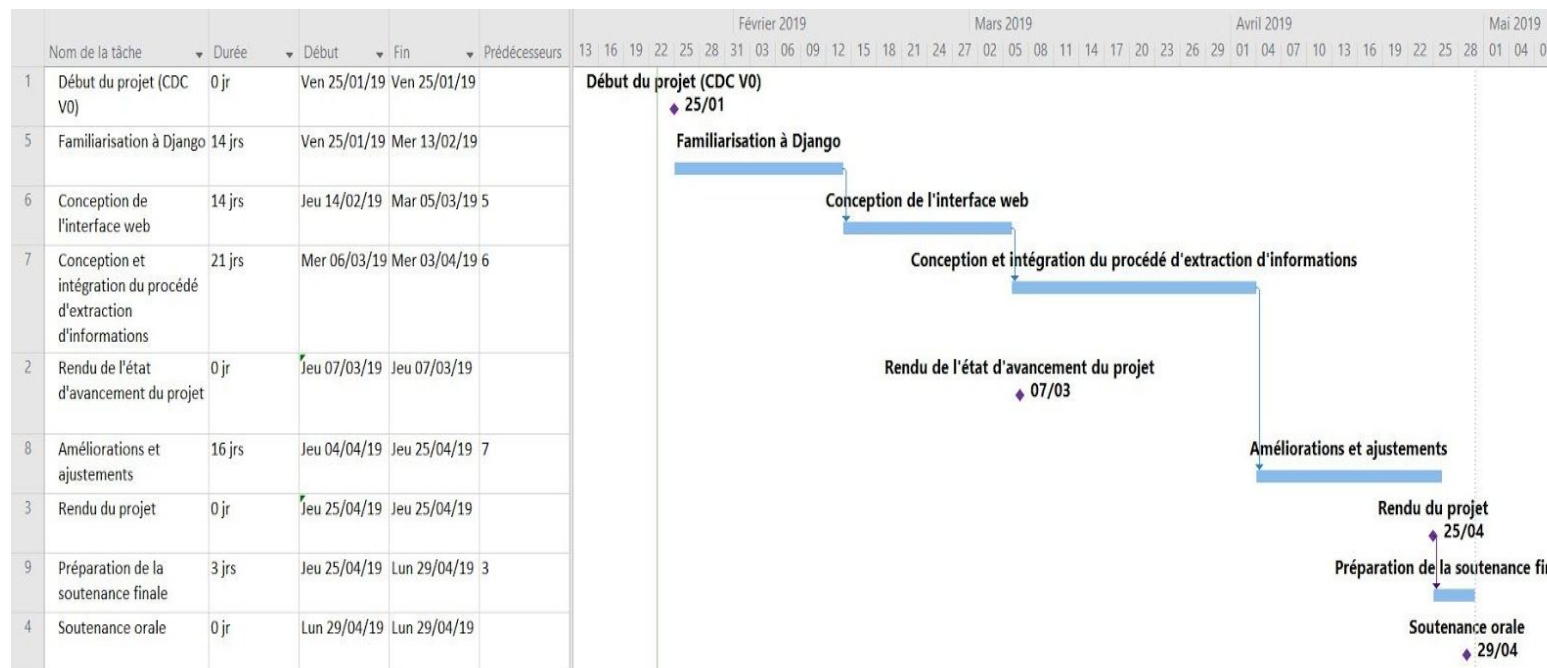 Février 2019 Mars 2019 Avril 2019 Mai 2019
Nom de la tâche Durée Début Fin Prédécesseurs 13 16 19 22 25 28 31 03 06 09 12 15 18 21 24 27 02 05 08 11 14 17 20 23 26 29 01 04 07 10 13 16 19 22 25 28 01 04 0
1 Début du projet (CDC 0 jr Ven 25/01/19 Ven 25/01/19 Début du projet (CDC V0)
V0) 25/01
5 Familiarisation à Django 14 jrs Ven 25/01/19 Mer 13/02/19 Familiarisation à Django
6 Conception de 14 jrs Jeu 14/02/19 Mar 05/03/19 5 Conception de l'interface web
l'interface web
7 Conception et 21 jrs Mer 06/03/19 Mer 03/04/19 6 Conception et intégration du procédé d'extraction d'informations
intégration du procédé
d'extraction
d'informations
2 Rendu de l'état 0 jr Jeu 07/03/19 Jeu 07/03/19 Rendu de l'état d'avancement du projet
d'avancement du projet 07/03
8 Améliorations et 16 jrs Jeu 04/04/19 Jeu 25/04/19 7 Améliorations et ajustements
ajustements
3 Rendu du projet 0 jr Jeu 25/04/19 Jeu 25/04/19 Rendu du projet
25/04
9 Préparation de la 3 jrs Jeu 25/04/19 Lun 29/04/19 3 Préparation de la soutenance fi
soutenance finale
4 Soutenance orale 0 jr Lun 29/04/19 Lun 29/04/19 Soutenance orale
29/04